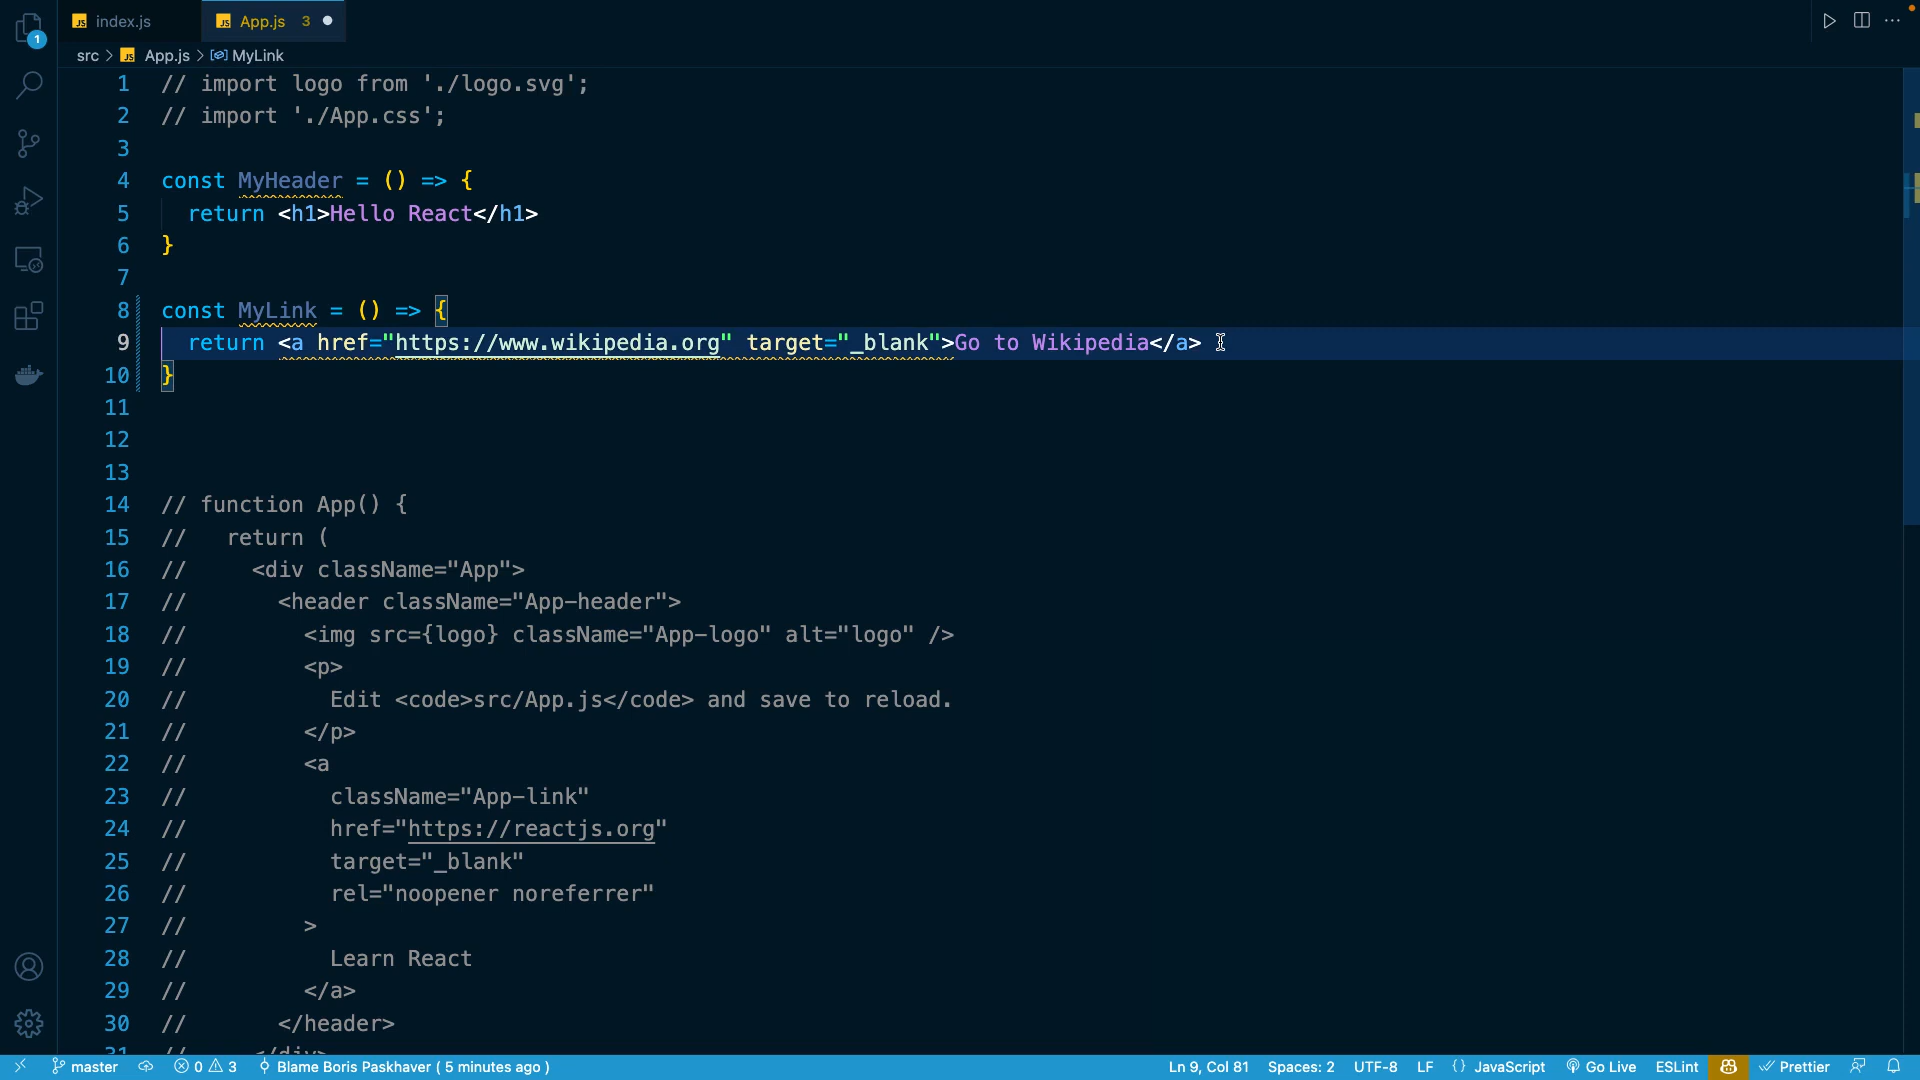 1
index.js
App.js 3
src > App.js > MyLink
1 // import logo from './logo.svg';
2 // import './App.css';
3
4 const MyHeader = () => {
5 return <h1>Hello React</h1>
6 }
7
8 const MyLink = () => {
9 return <a href="https://www.wikipedia.org" target="_blank">Go to Wikipedia</a>
10 }
11
12
13
14 // function App() {
15 // return (
16 // <div className="App">
17 // <header className="App-header">
18 // <img src={logo} className="App-logo" alt="logo" />
19 // <p>
20 // Edit <code>src/App.js</code> and save to reload.
21 // </p>
22 // <a
23 // className="App-link"
24 // href="https://reactjs.org"
25 // target="_blank"
26 // rel="noopener noreferrer"
27 // >
28 // Learn React
29 // </a>
30 // </header>
31 // </div>
master 0 3 Blame Boris Paskhaver ( 5 minutes ago ) Ln 9, Col 81 Spaces: 2 UTF-8 LF {} JavaScript Go Live ESLint Prettier